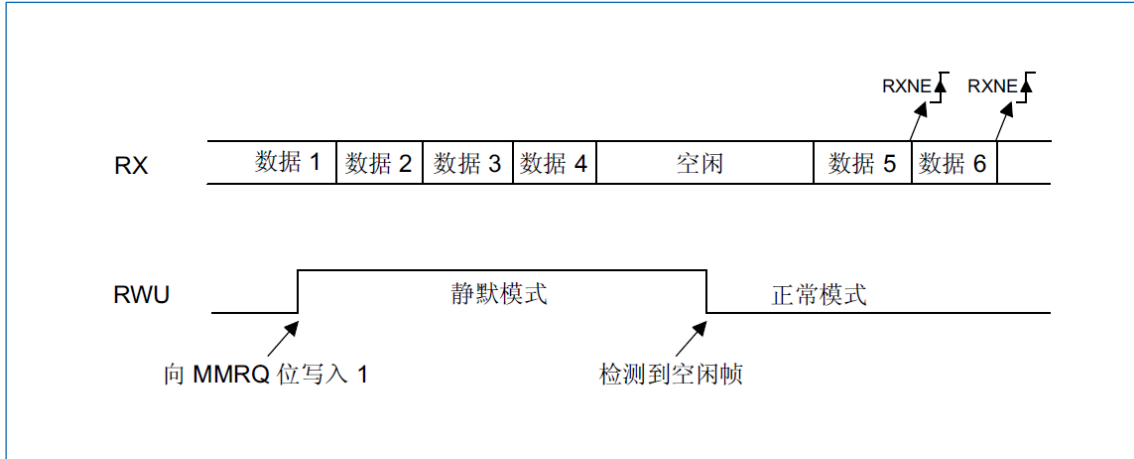 RXNE RXNE
RX 数据 1 数据 2 数据 3 数据 4 空闲 数据 5 数据 6
RWU 静默模式 正常模式
向 MMRQ 位写入 1 检测到空闲帧